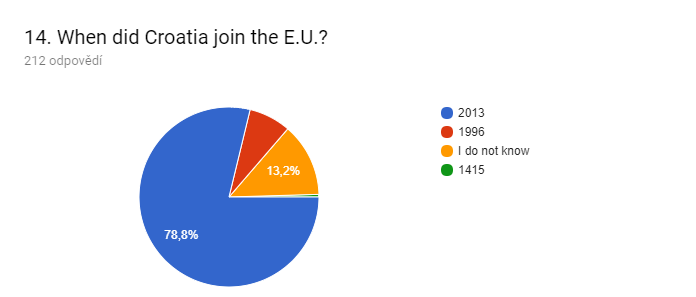 14. When did Croatia join the E.U.?
212 odpovědí
2013
1996
I do not know
1415
13,2%
78,8%